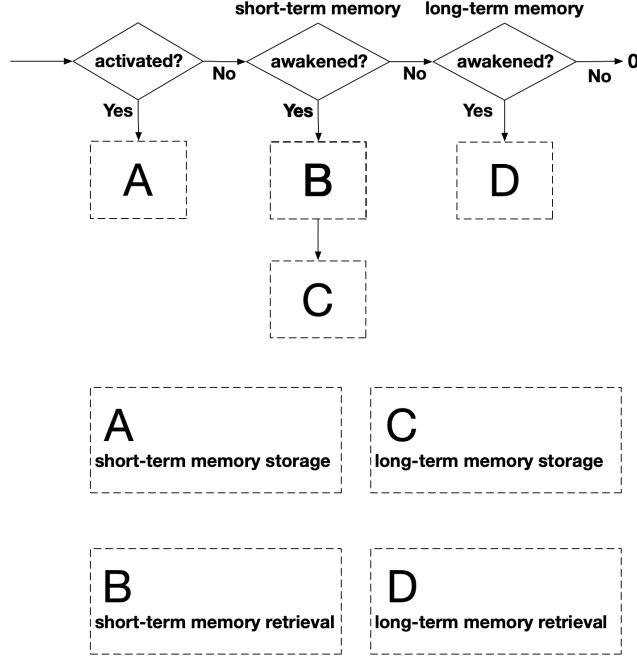 short-term memory long-term memory
activated? No awakened? No awakened? No 0
Yes Yes Yes
A B D
C
A C
short-term memory storage long-term memory storage
B D
short-term memory retrieval long-term memory retrieval